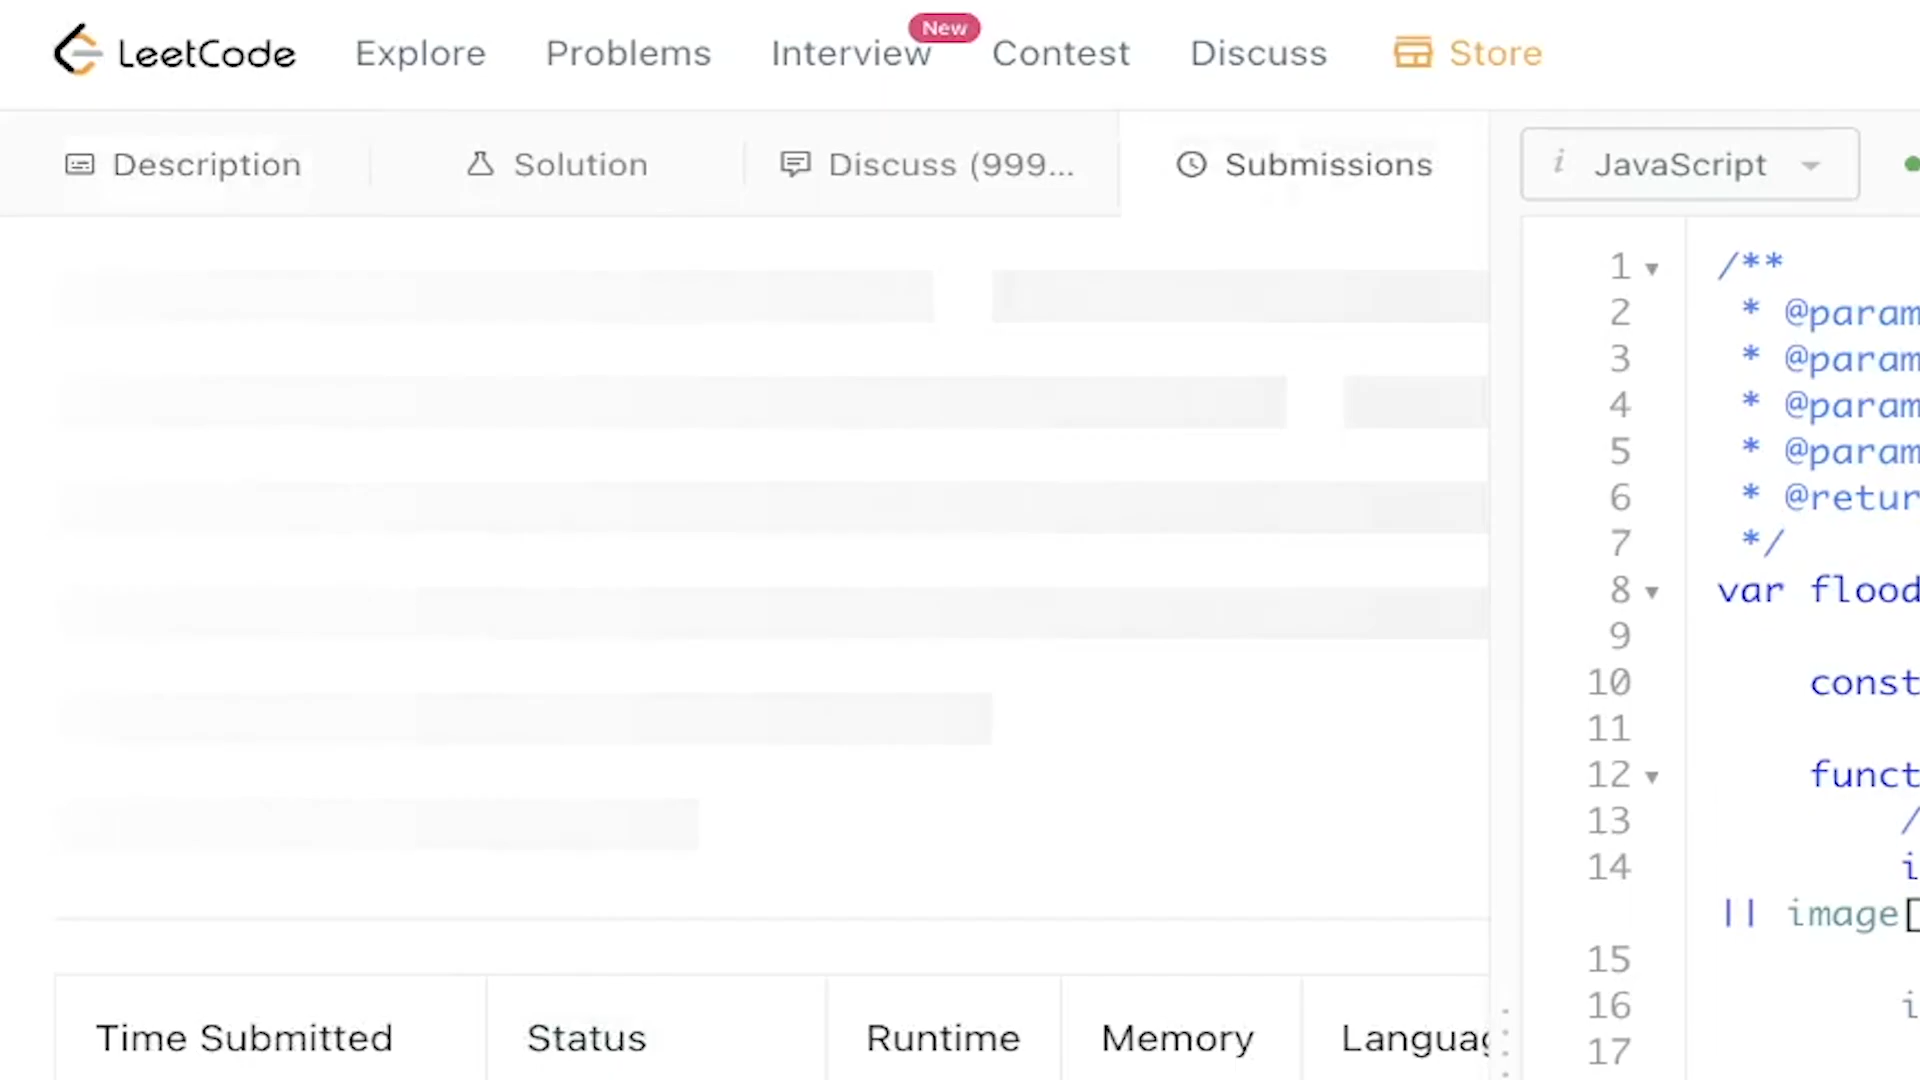 LeetCode Explore Problems Interview New Contest Discuss Store
Description Solution Discuss (999... Submissions
i JavaScript
1 /**
2 * @param
3 * @param
4 * @param
5 * @param
6 * @retur
7 */
8 var flood
9
10 const
11
12 funct
13 /
14 i
|| image[
15
16 i
17
Time Submitted Status Runtime Memory Languag